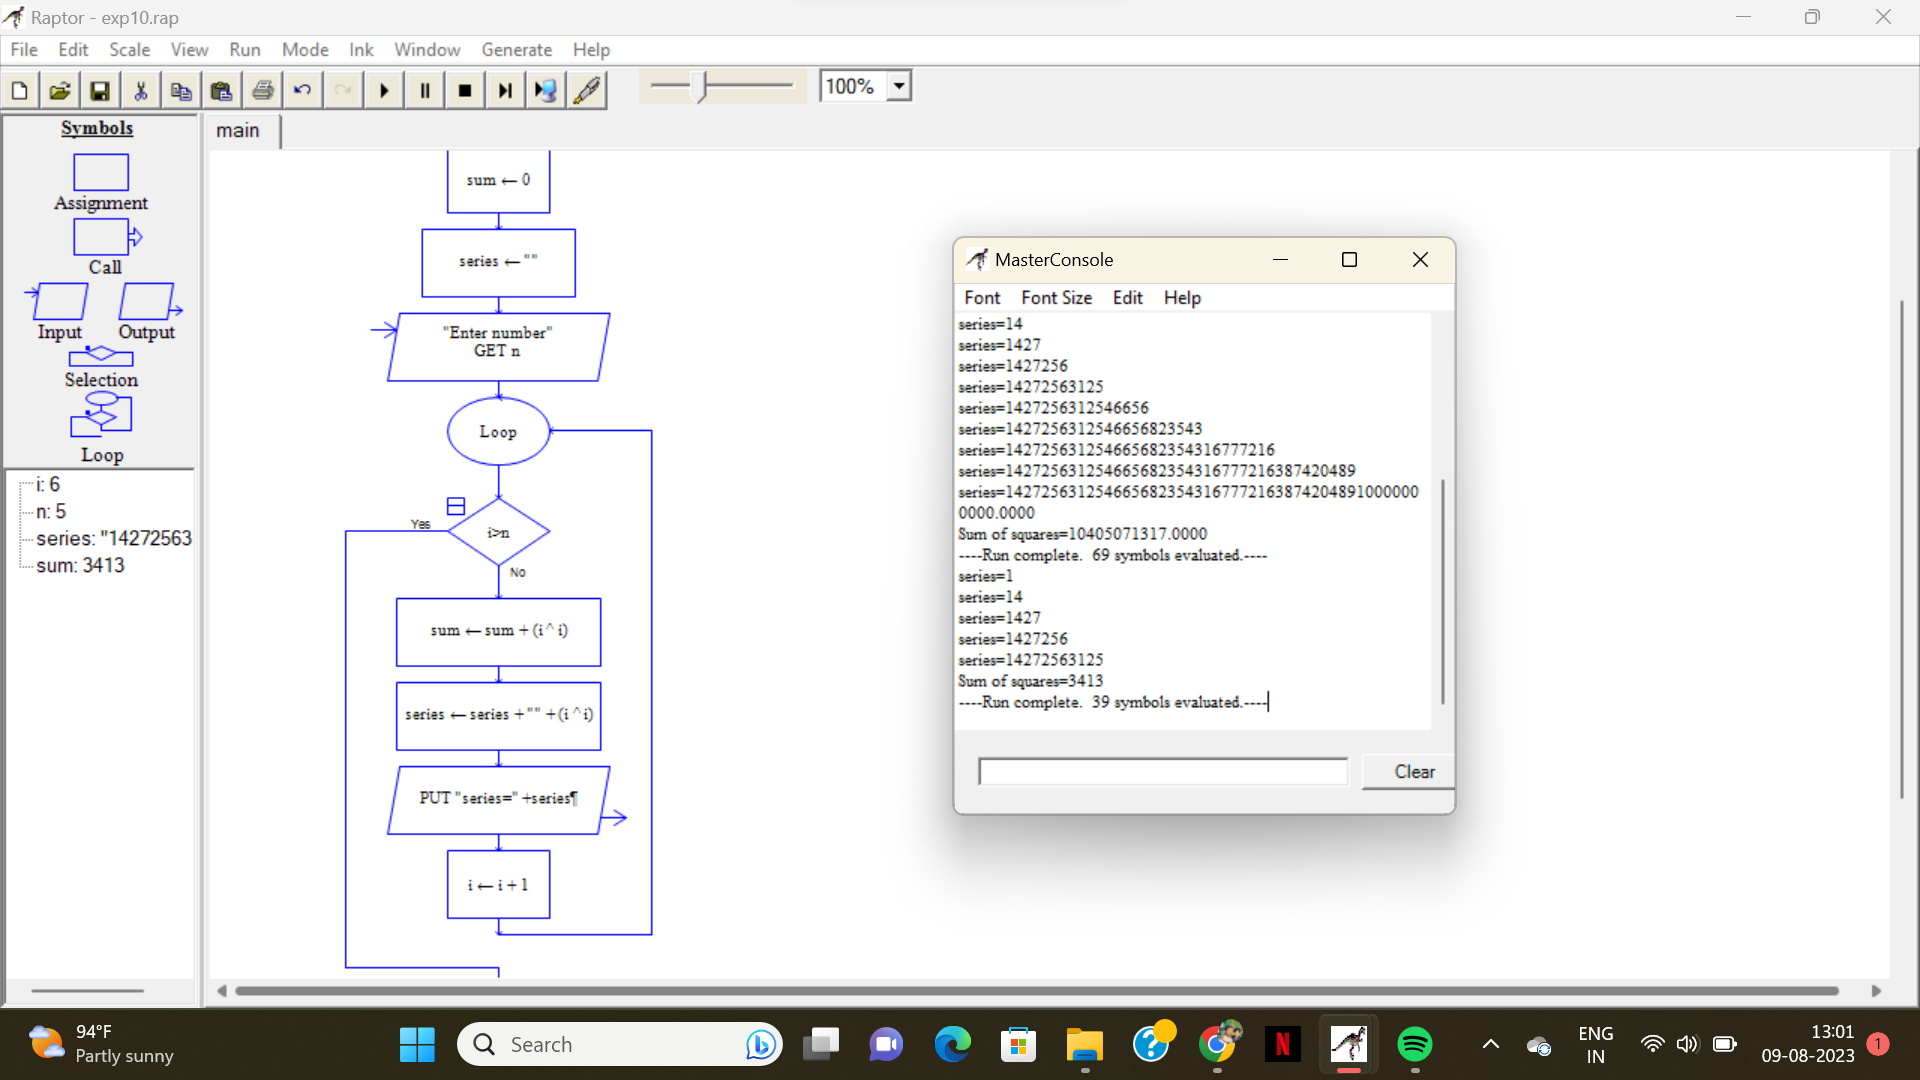 Raptor - exp10.rap
File Edit Scale View Run Mode Ink Window Generate Help
100%
Symbols
Assignment
Call
Input Output
Selection
Loop
i: 6
n: 5
series: "14272563
sum: 3413
main
sum ← 0
series ← ""
"Enter number"
GET n
Loop
Yes
i>n
No
sum ← sum + (i ^ i)
series ← series + "" + (i ^ i)
PUT "series=" +series¶
i ← i + 1
MasterConsole
Font Font Size Edit Help
series=14
series=1427
series=1427256
series=14272563125
series=1427256312546656
series=1427256312546656823543
series=142725631254665682354316777216
series=142725631254665682354316777216387420489
series=1427256312546656823543167772163874204891000000
0000.0000
Sum of squares=10405071317.0000
----Run complete.  69 symbols evaluated.----
series=1
series=14
series=1427
series=1427256
series=14272563125
Sum of squares=3413
----Run complete.  39 symbols evaluated.----
Clear
94°F
Partly sunny
Search
N
ENG
IN
13:01
09-08-2023
1